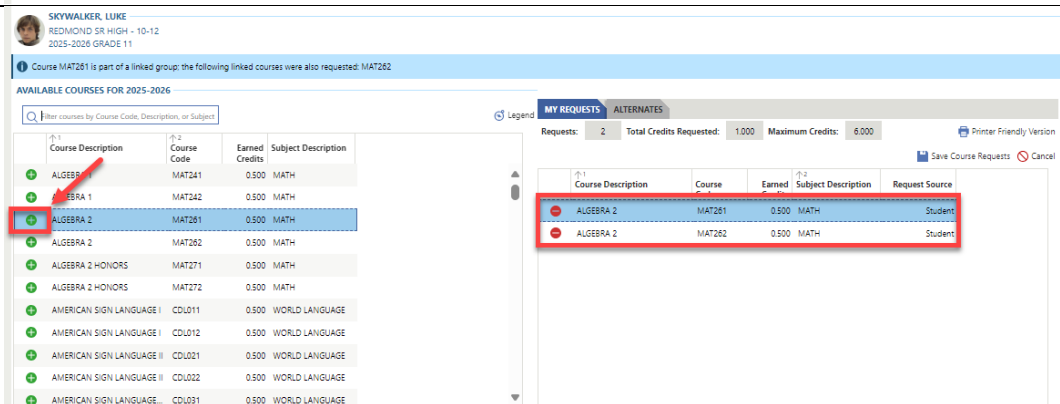 SKYWALKER, LUKE
REDMOND SR HIGH - 10-12
2025-2026 GRADE 11
Course MAT261 is part of a linked group; the following linked courses were also requested: MAT262
AVAILABLE COURSES FOR 2025-2026
Filter courses by Course Code, Description, or Subject
Legend
1 Course Description 2 Course Code Earned Credits Subject Description
ALGEBRA 1 MAT241 0.500 MATH
ALGEBRA 1 MAT242 0.500 MATH
ALGEBRA 2 MAT261 0.500 MATH
ALGEBRA 2 MAT262 0.500 MATH
ALGEBRA 2 HONORS MAT271 0.500 MATH
ALGEBRA 2 HONORS MAT272 0.500 MATH
AMERICAN SIGN LANGUAGE I CDL011 0.500 WORLD LANGUAGE
AMERICAN SIGN LANGUAGE I CDL012 0.500 WORLD LANGUAGE
AMERICAN SIGN LANGUAGE II CDL021 0.500 WORLD LANGUAGE
AMERICAN SIGN LANGUAGE II CDL022 0.500 WORLD LANGUAGE
AMERICAN SIGN LANGUAGE... CDL031 0.500 WORLD LANGUAGE
MY REQUESTS ALTERNATES
Requests: 2 Total Credits Requested: 1.000 Maximum Credits: 6.000 Printer Friendly Version
Save Course Requests Cancel
1 Course Description Course Earned 2 Subject Description Request Source
ALGEBRA 2 MAT261 0.500 MATH Student
ALGEBRA 2 MAT262 0.500 MATH Student